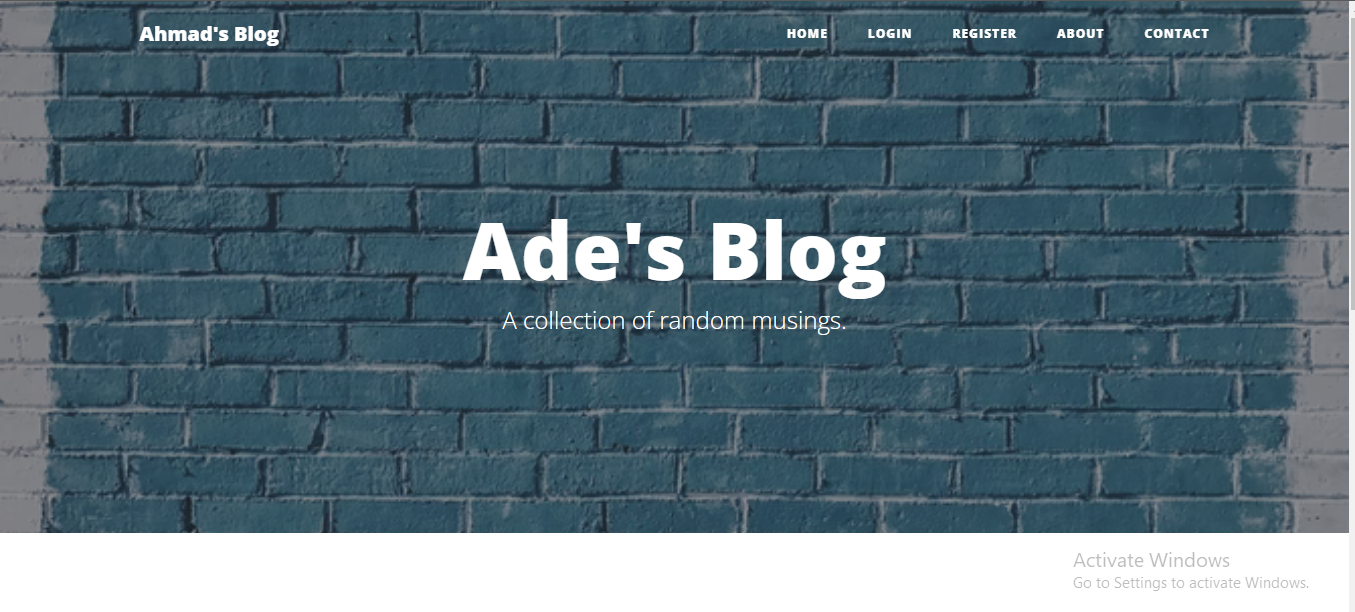 Ahmad's Blog
HOME LOGIN REGISTER ABOUT CONTACT
Ade's Blog
A collection of random musings.
Activate Windows
Go to Settings to activate Windows.